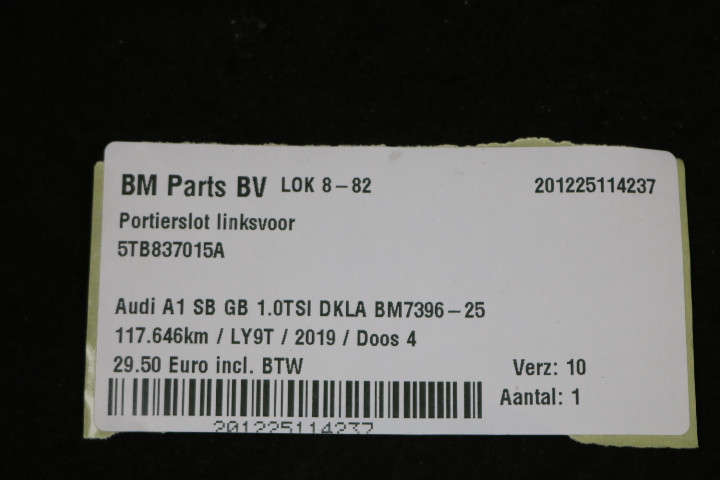 BM Parts BV LOK 8-82 201225114237
Portierslot linksvoor
5TB837015A
Audi A1 SB GB 1.0TSI DKLA BM7396-25
117.646km / LY9T / 2019 / Doos 4
29.50 Euro incl. BTW Verz: 10
Aantal: 1
201225114237